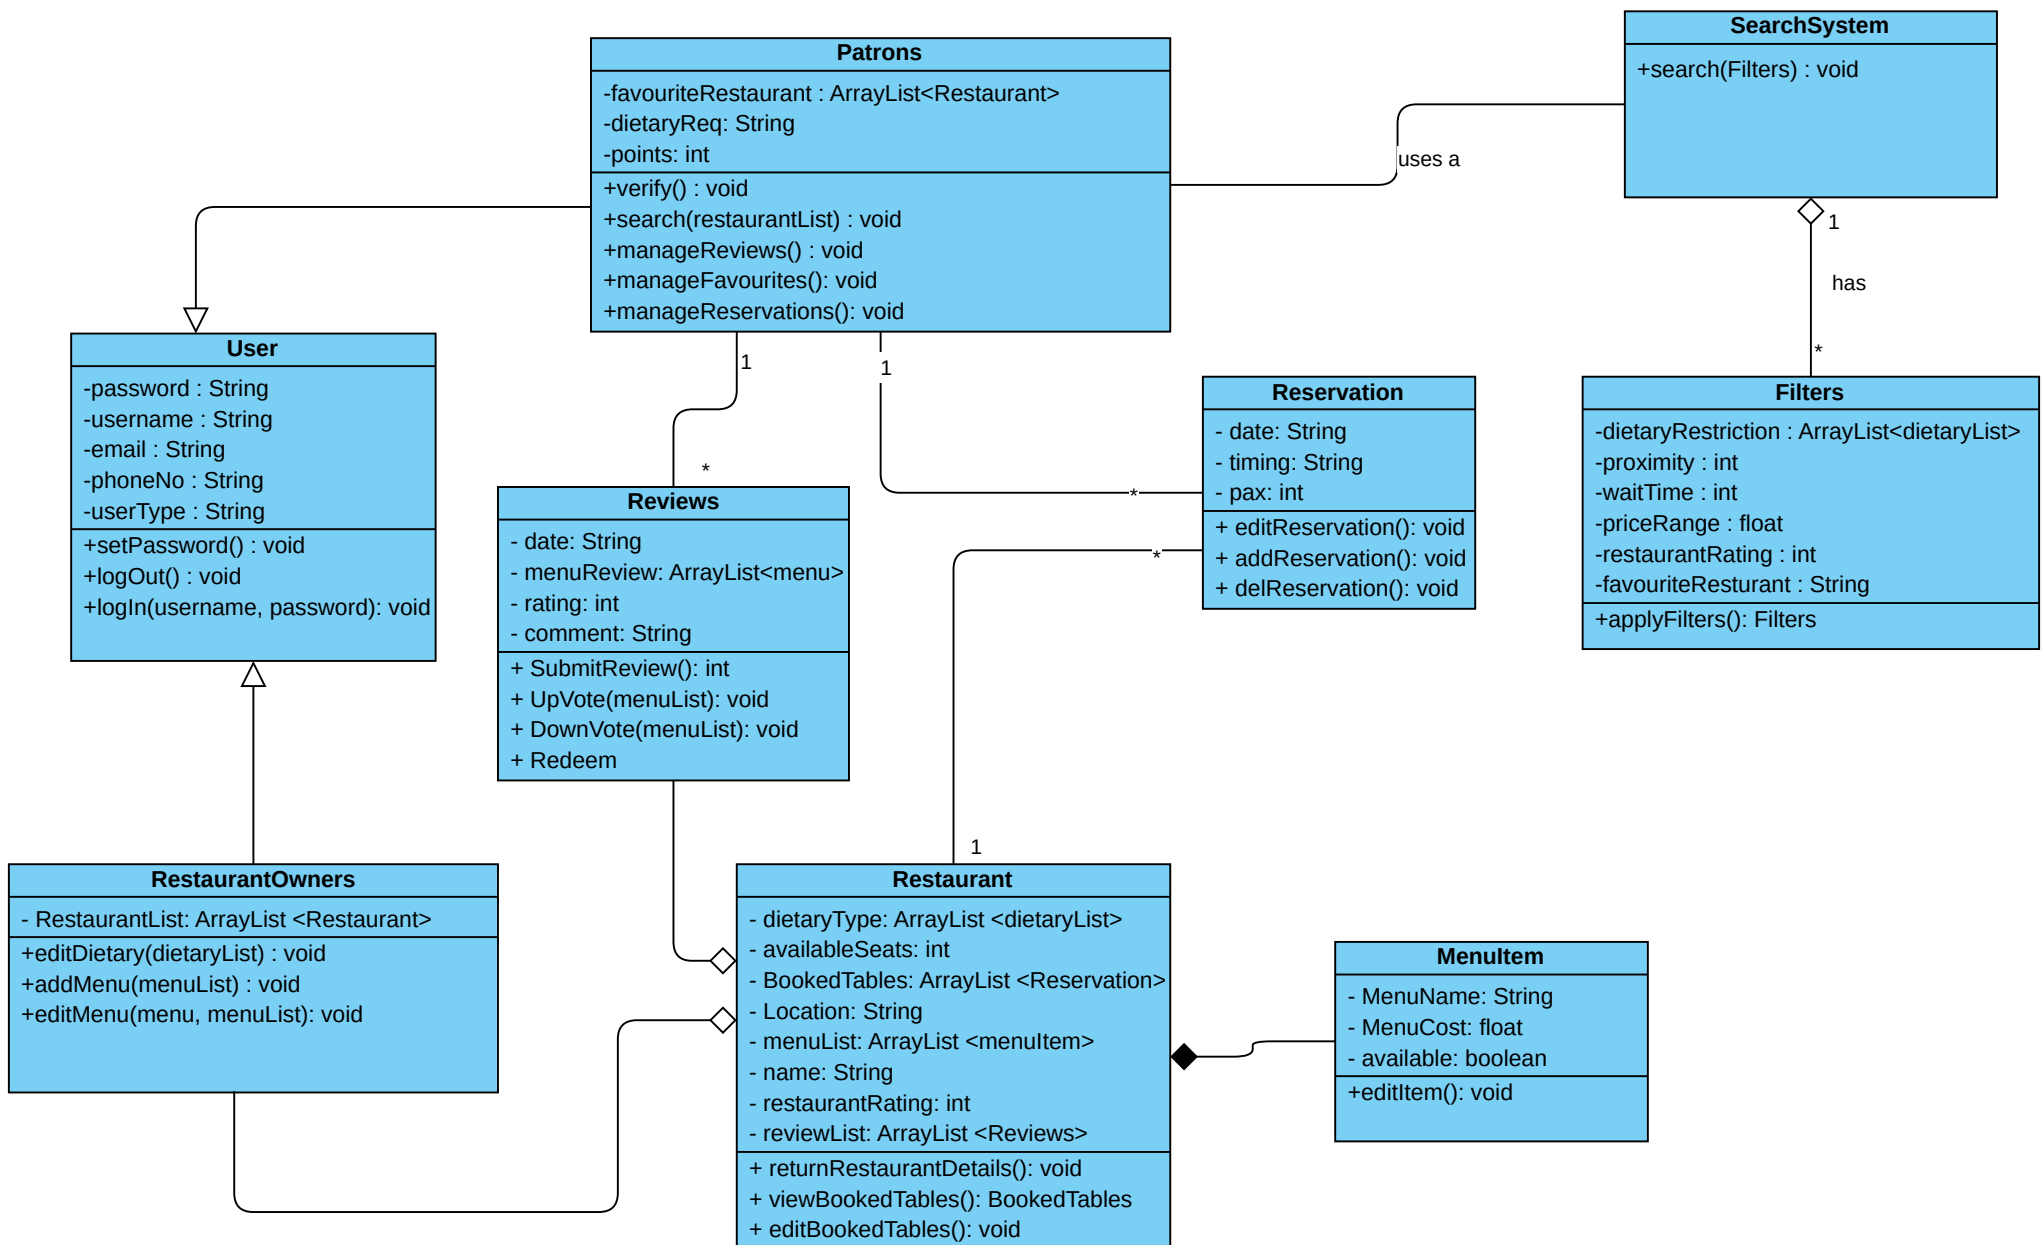 Patrons
-favouriteRestaurant : ArrayList<Restaurant>
-dietaryReq: String
-points: int
+verify() : void
+search(restaurantList) : void
+manageReviews() : void
+manageFavourites(): void
+manageReservations(): void
SearchSystem
+search(Filters) : void
uses a
1
has
*
User
-password : String
-username : String
-email : String
-phoneNo : String
-userType : String
+setPassword() : void
+logOut() : void
+logIn(username, password): void
1
*
1
*
Reviews
- date: String
- menuReview: ArrayList<menu>
- rating: int
- comment: String
+ SubmitReview(): int
+ UpVote(menuList): void
+ DownVote(menuList): void
+ Redeem
Reservation
- date: String
- timing: String
- pax: int
+ editReservation(): void
+ addReservation(): void
+ delReservation(): void
*
1
Filters
-dietaryRestriction : ArrayList<dietaryList>
-proximity : int
-waitTime : int
-priceRange : float
-restaurantRating : int
-favouriteResturant : String
+applyFilters(): Filters
RestaurantOwners
- RestaurantList: ArrayList <Restaurant>
+editDietary(dietaryList) : void
+addMenu(menuList) : void
+editMenu(menu, menuList): void
Restaurant
- dietaryType: ArrayList <dietaryList>
- availableSeats: int
- BookedTables: ArrayList <Reservation>
- Location: String
- menuList: ArrayList <menuItem>
- name: String
- restaurantRating: int
- reviewList: ArrayList <Reviews>
+ returnRestaurantDetails(): void
+ viewBookedTables(): BookedTables
+ editBookedTables(): void
MenuItem
- MenuName: String
- MenuCost: float
- available: boolean
+editItem(): void